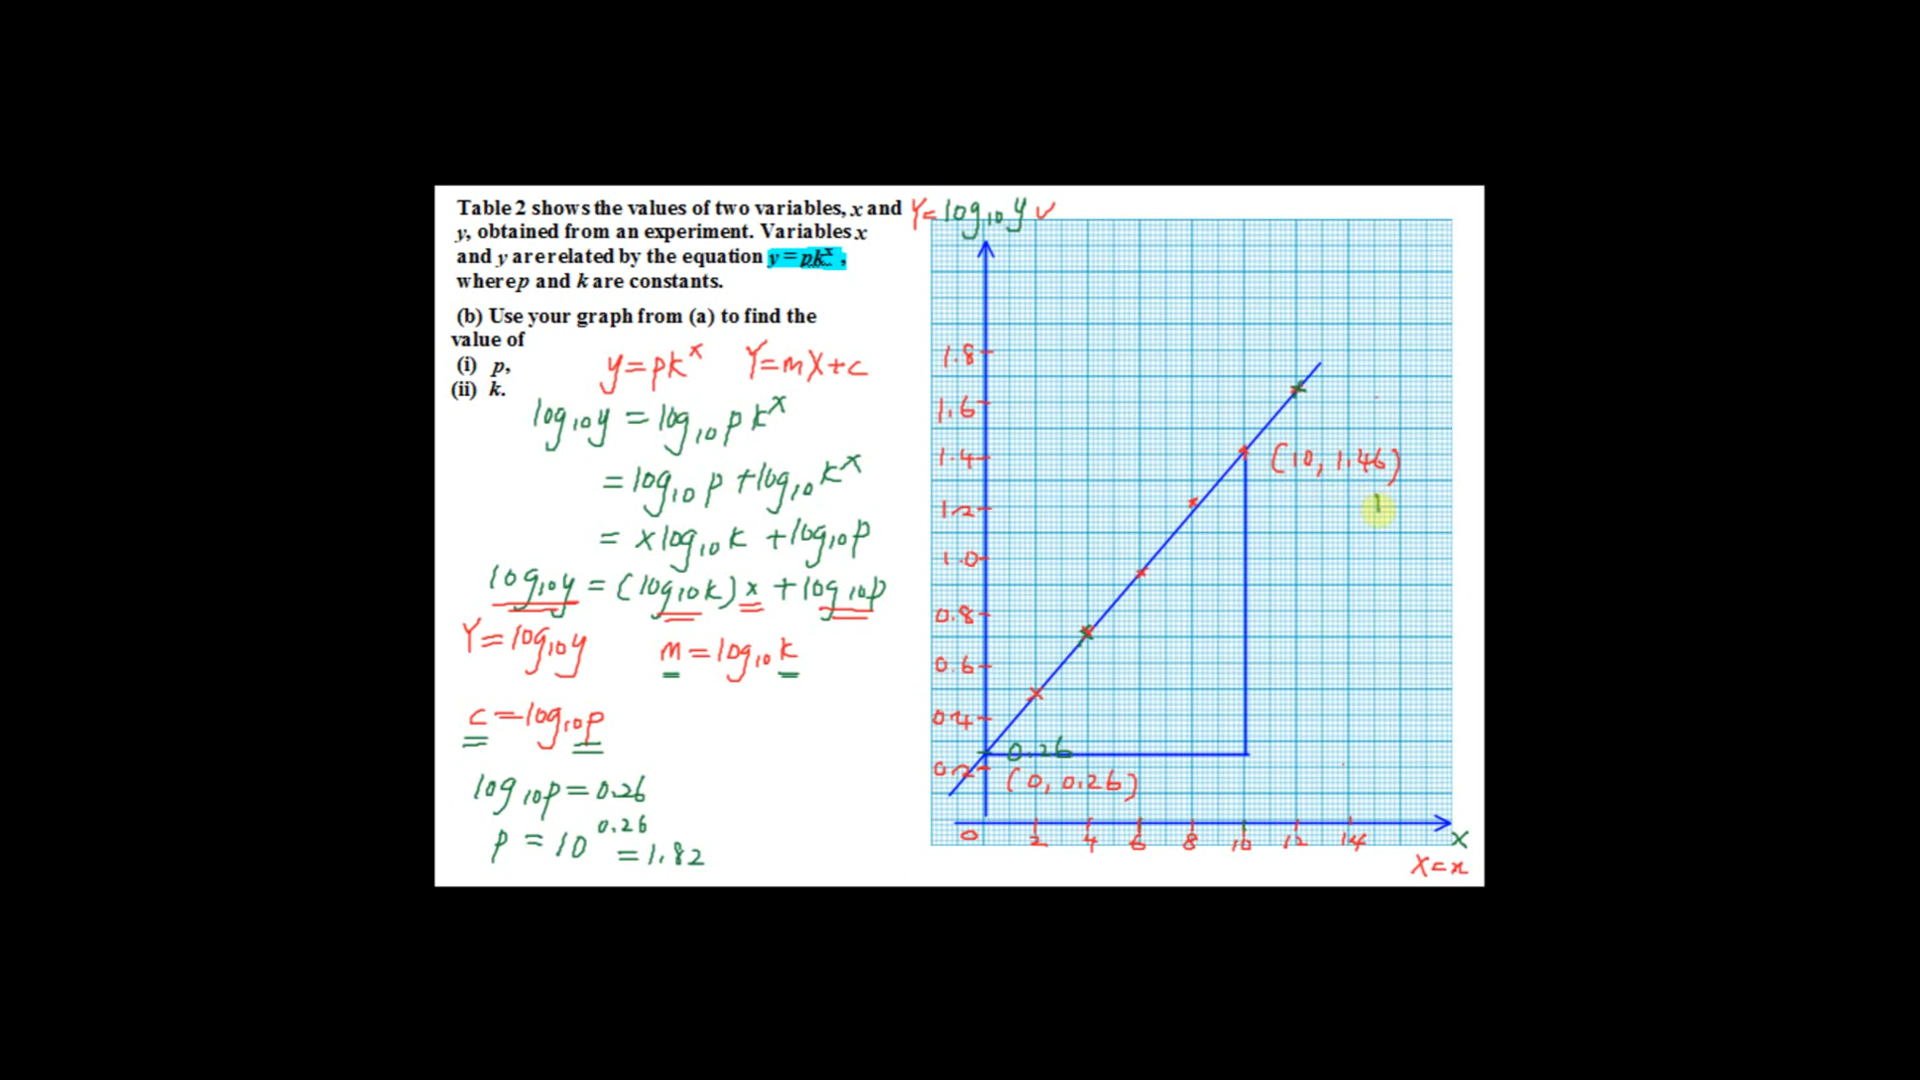 Table 2 shows the values of two variables, x and
y, obtained from an experiment. Variables x
and y are related by the equation y = pk^x,
where p and k are constants.
(b) Use your graph from (a) to find the
value of
(i) p,
(ii) k.
y = pk^x Y = mX + c
log₁₀y = log₁₀ p k^x
= log₁₀ p + log₁₀ k^x
= x log₁₀ k + log₁₀ p
log₁₀y = (log₁₀ k) x + log₁₀ p
Y = log₁₀y m = log₁₀ k
c = log₁₀ p
log₁₀ p = 0.26
p = 10^0.26 = 1.82
Y = log₁₀ y ✓
1.8
1.6
1.4
(10, 1.46)
1.2
1
1.0
0.8
0.6
0.4
0.26
0.2
(0, 0.26)
0 2 4 6 8 10 12 14 x
X = x